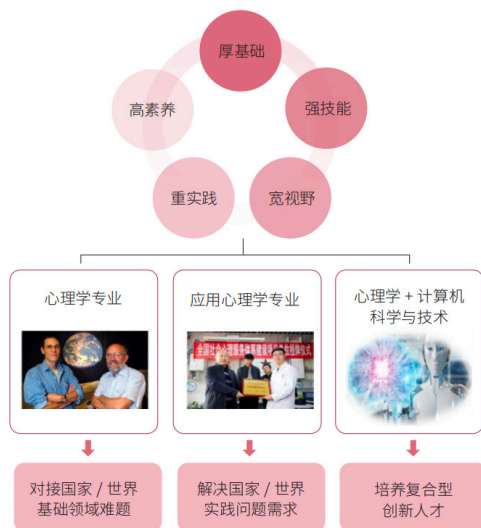 厚基础
高素养
强技能
重实践
宽视野
心理学专业
应用心理学专业
心理学 + 计算机
科学与技术
对接国家 / 世界
基础领域难题
解决国家 / 世界
实践问题需求
培养复合型
创新人才